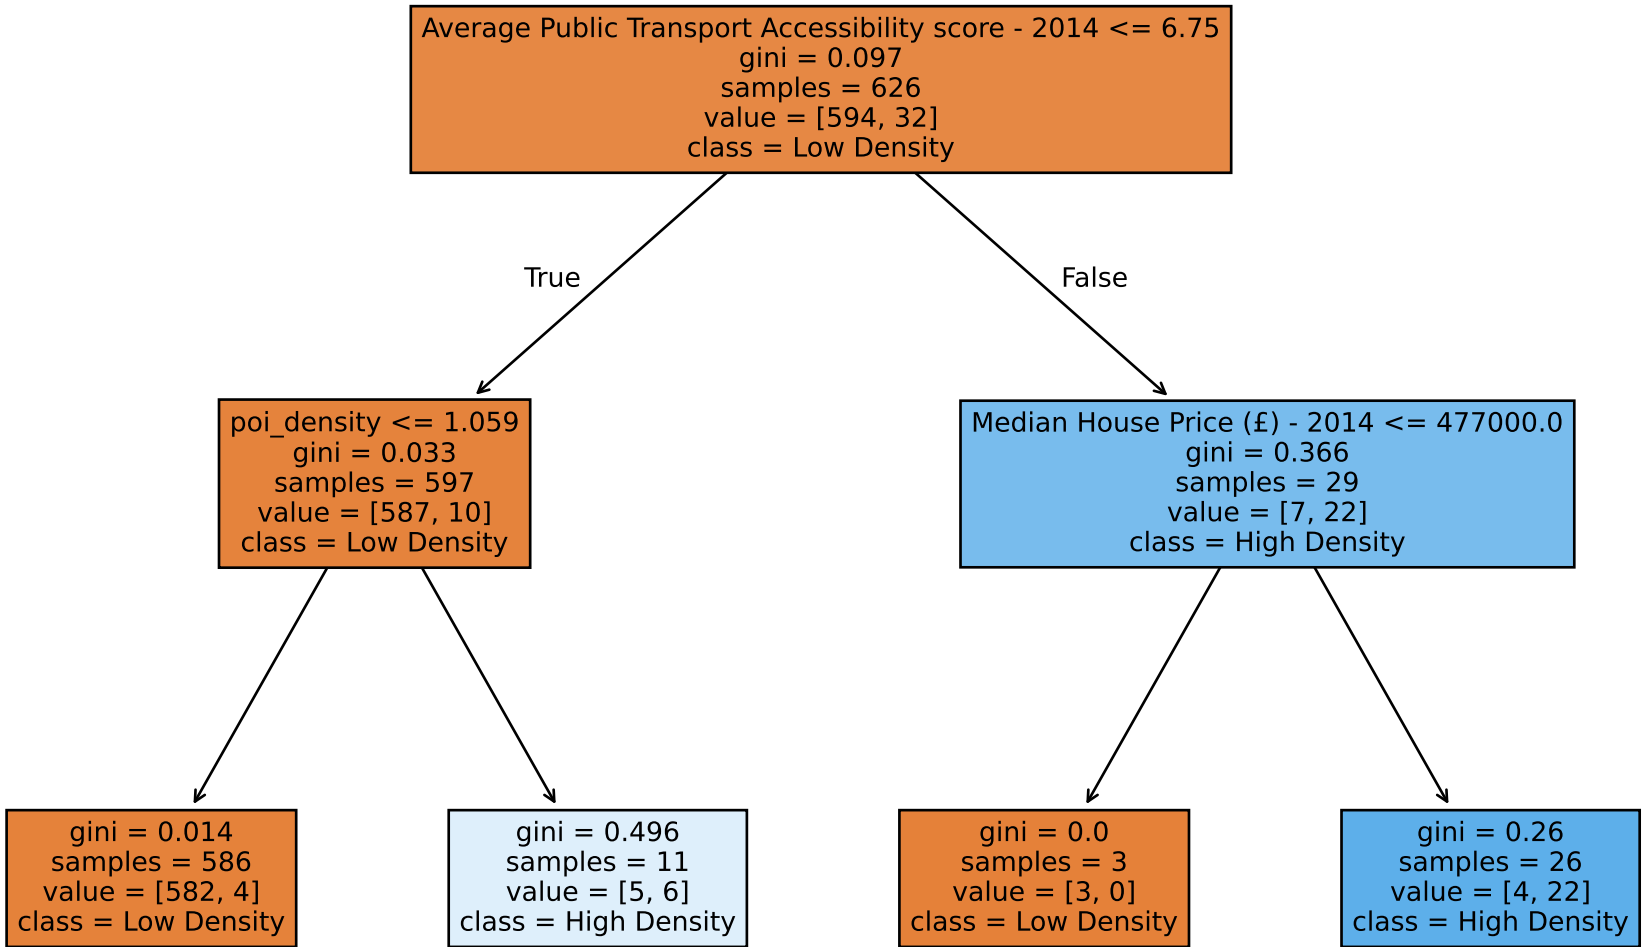 Average Public Transport Accessibility score - 2014 <= 6.75
gini = 0.097
samples = 626
value = [594, 32]
class = Low Density
True
False
poi_density <= 1.059
gini = 0.033
samples = 597
value = [587, 10]
class = Low Density
Median House Price (£) - 2014 <= 477000.0
gini = 0.366
samples = 29
value = [7, 22]
class = High Density
gini = 0.014
samples = 586
value = [582, 4]
class = Low Density
gini = 0.496
samples = 11
value = [5, 6]
class = High Density
gini = 0.0
samples = 3
value = [3, 0]
class = Low Density
gini = 0.26
samples = 26
value = [4, 22]
class = High Density